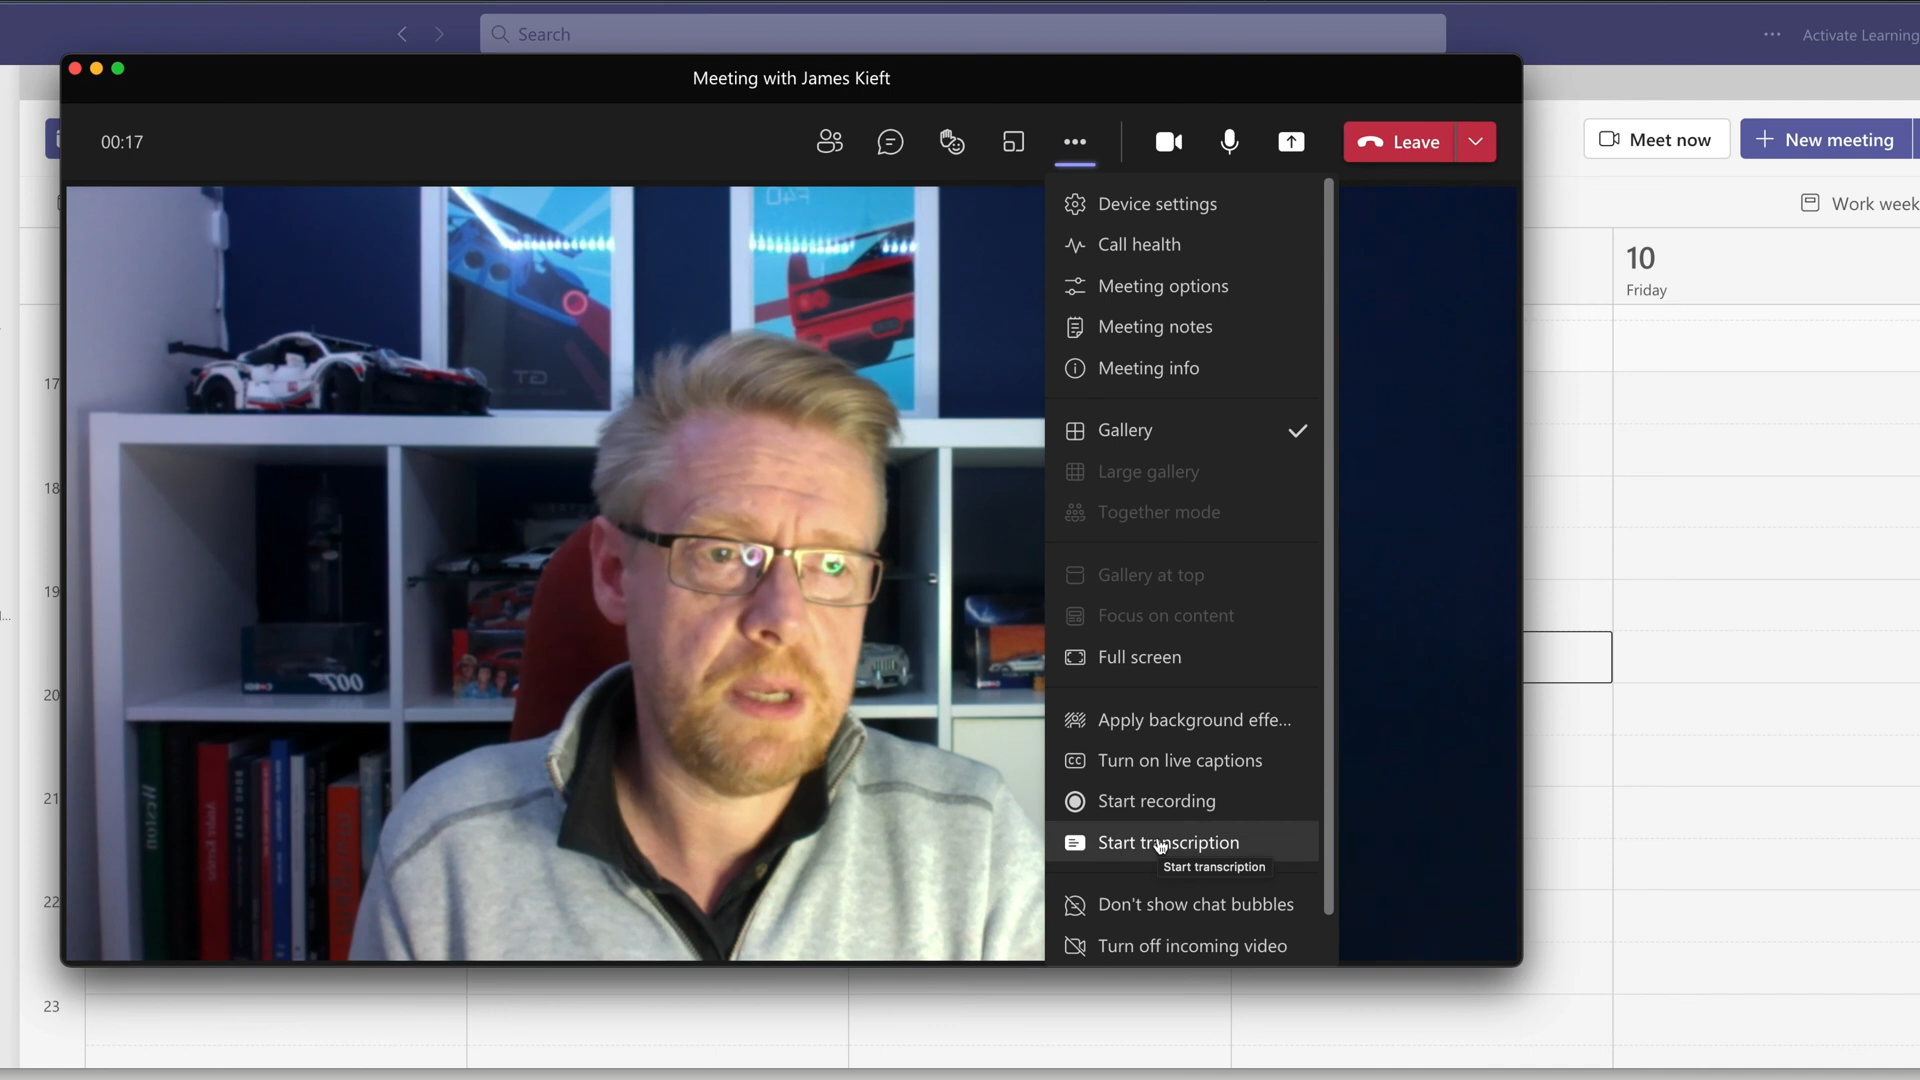 Search
Activate Learning
Meeting with James Kieft
00:17
Leave
Meet now
New meeting
Work week
10
Friday
Device settings
Call health
Meeting options
Meeting notes
Meeting info
Gallery
Large gallery
Together mode
Gallery at top
Focus on content
Full screen
Apply background effe...
Turn on live captions
Start recording
Start transcription
Start transcription
Don't show chat bubbles
Turn off incoming video
17
18
19
20
21
22
23
F40
GT
007